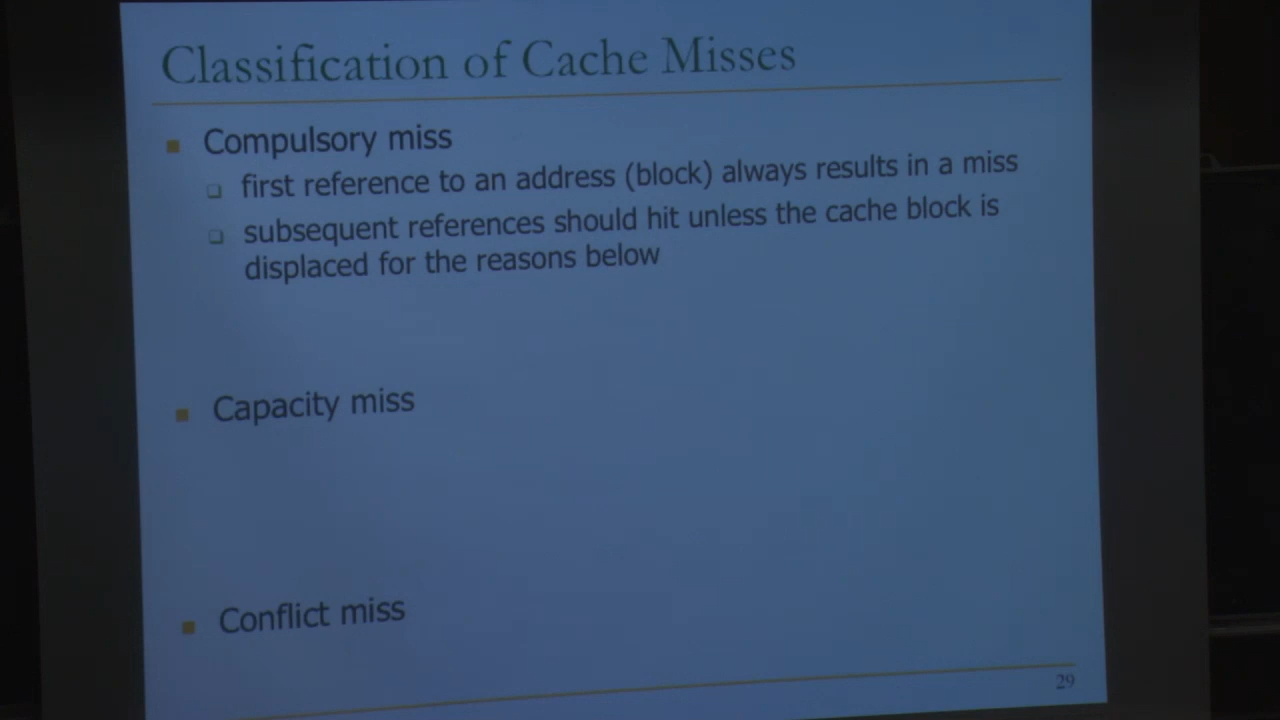 Classification of Cache Misses
Compulsory miss
first reference to an address (block) always results in a miss
subsequent references should hit unless the cache block is
displaced for the reasons below
Capacity miss
Conflict miss
29